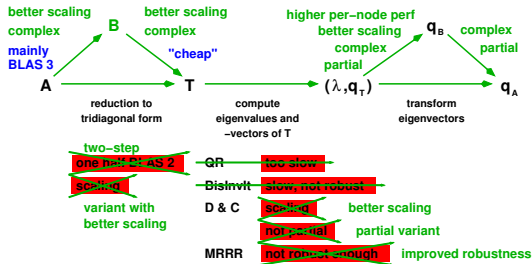 better scaling
complex
B
better scaling
complex
higher per-node perf
better scaling
complex
partial
q_B
complex
partial
mainly
BLAS 3
"cheap"
A
T
(λ,q_T)
q_A
reduction to
tridiagonal form
compute
eigenvalues and
-vectors of T
transform
eigenvectors
two-step
one half BLAS 2
scaling
variant with
better scaling
QR too slow
BisInvIt slow, not robust
D & C scaling better scaling
not partial partial variant
MRRR not robust enough improved robustness